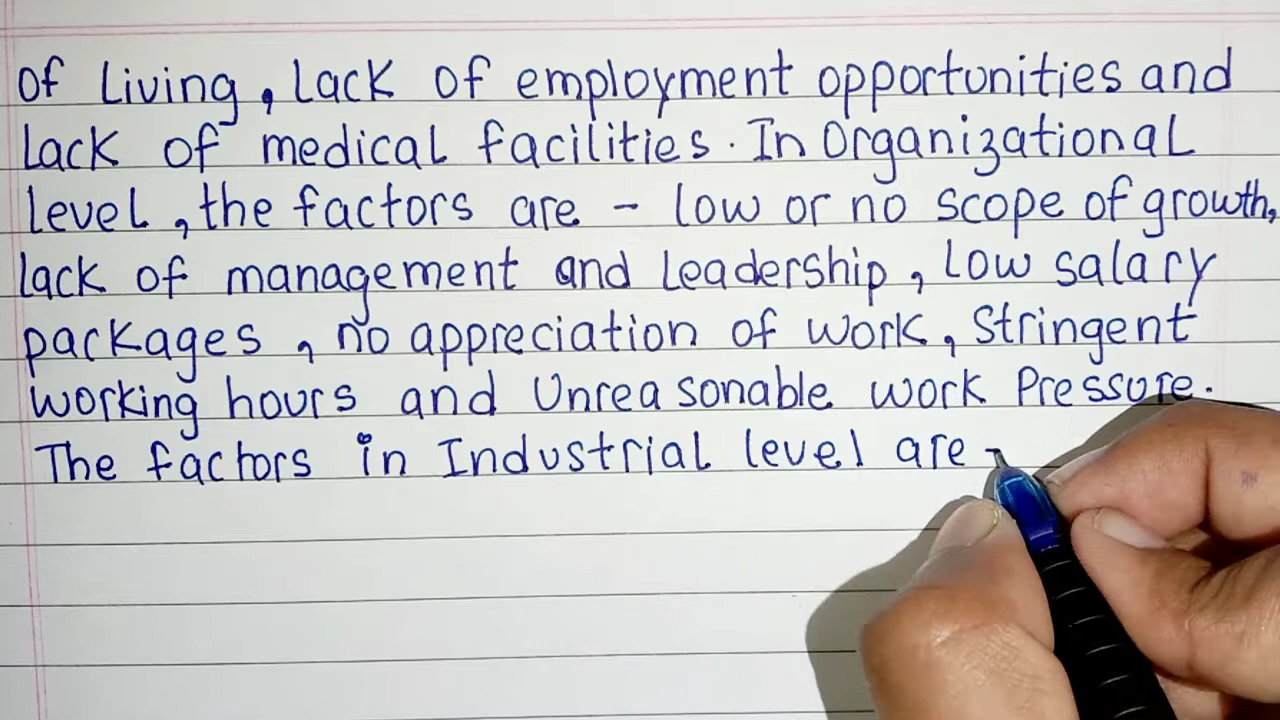 of Living, Lack of employment opportunities and
Lack of medical facilities. In Organizational
level, the factors are - low or no scope of growth,
lack of management and leadership, Low salary
packages, no appreciation of work, stringent
working hours and Unreasonable work Pressure.
The factors in Industrial level are -